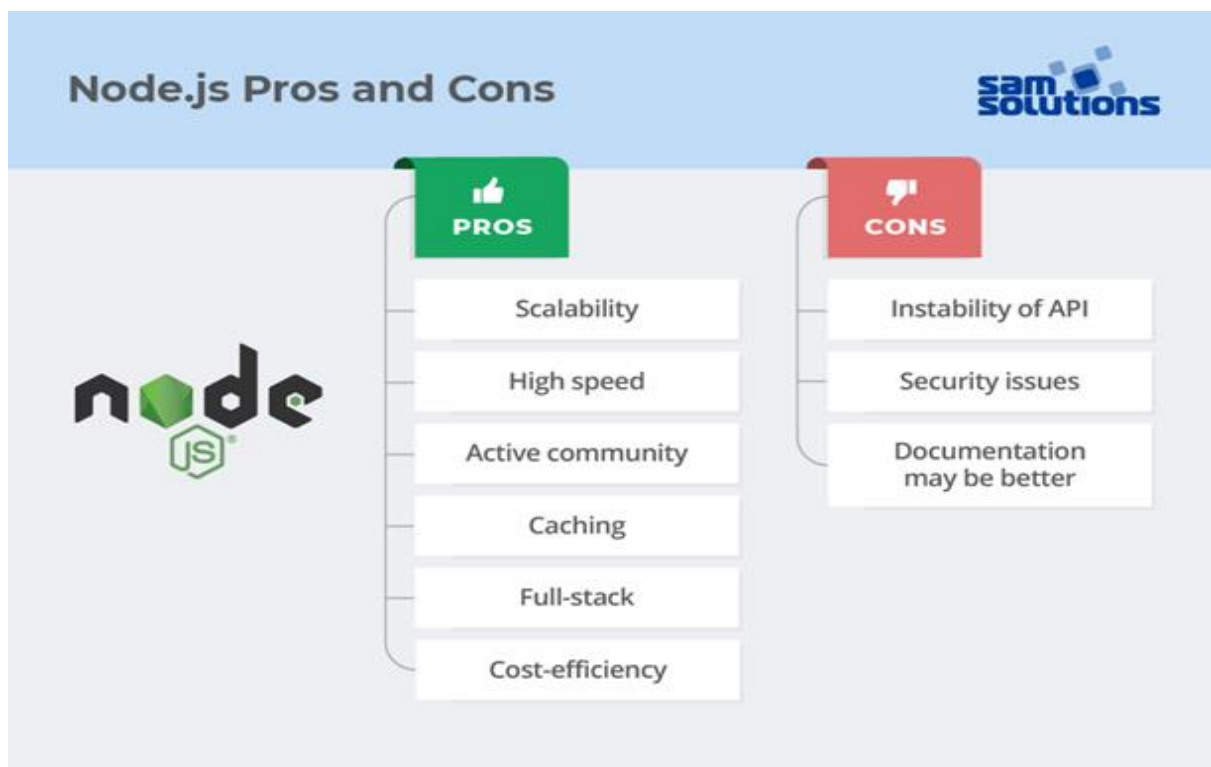 Node.js Pros and Cons
sam
solutions
PROS
Scalability
High speed
Active community
Caching
Full-stack
Cost-efficiency
CONS
Instability of API
Security issues
Documentation
may be better
node
JS®